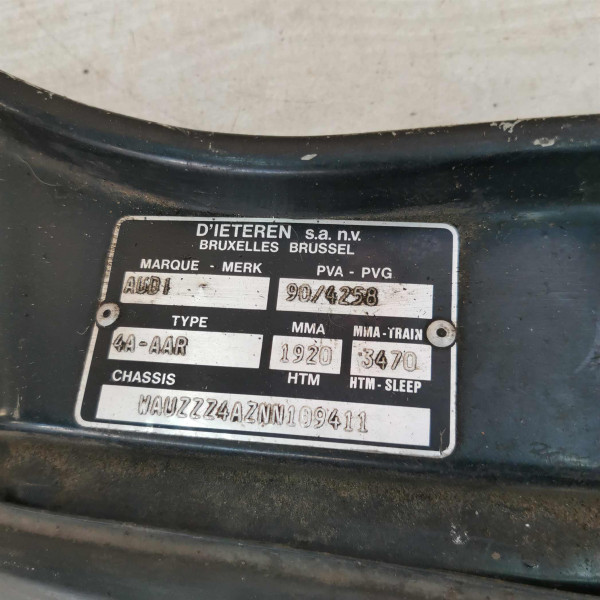 D'IETEREN s.a. n.v.
BRUXELLES BRUSSEL
MARQUE - MERK PVA - PVG
AUDI 90/4258
TYPE MMA MMA-TRAIN
4A-AAR 1920 3470
CHASSIS HTM HTM-SLEEP
WAUZZZ4AZNN109411